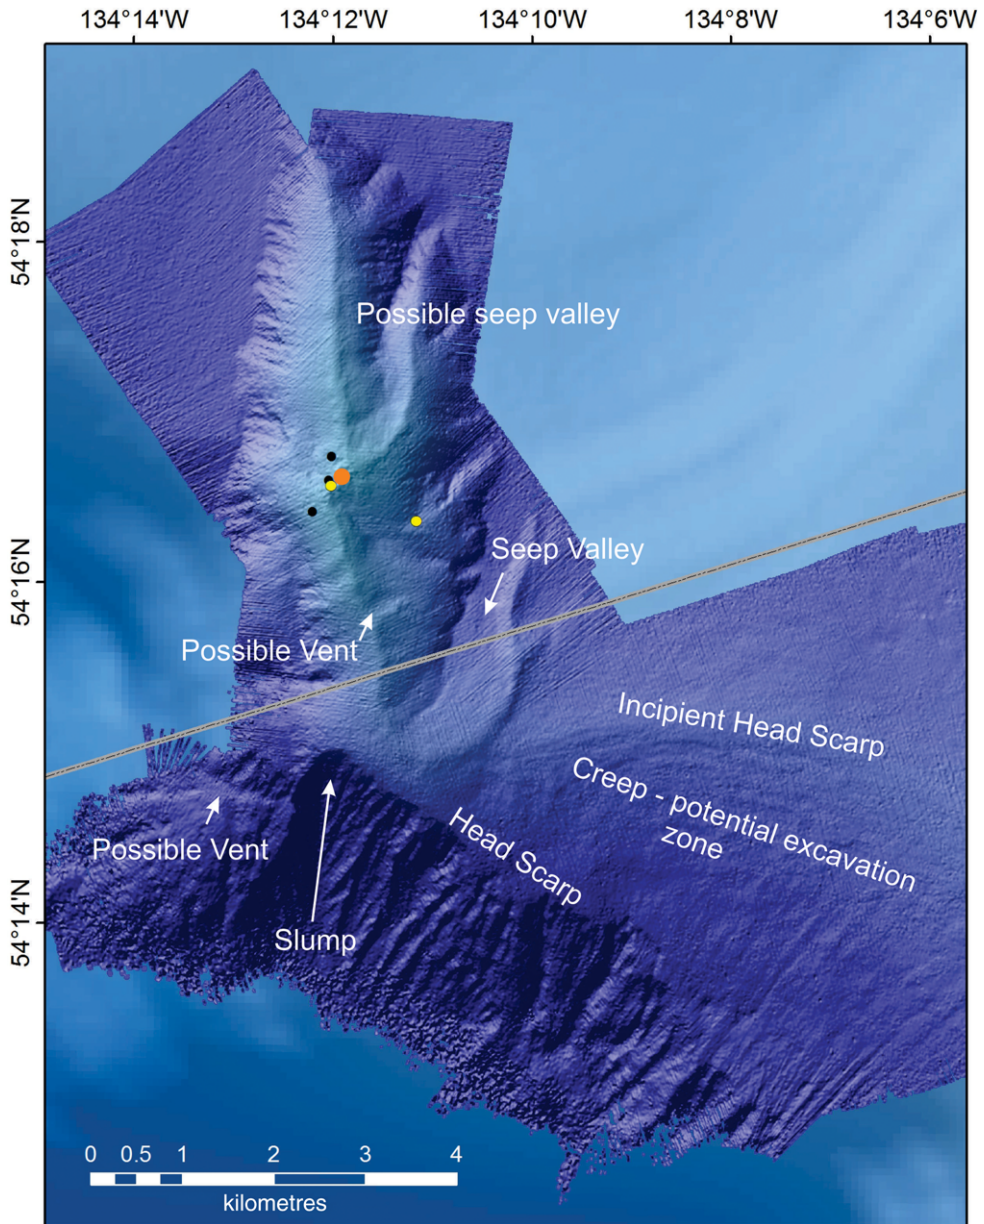 134°14'W 134°12'W 134°10'W 134°8'W 134°6'W
54°18'N
Possible seep valley
54°16'N
Seep Valley
Possible Vent
Incipient Head Scarp
Creep - potential excavation
zone
Head Scarp
Possible Vent
54°14'N
Slump
0 0.5 1 2 3 4
kilometres